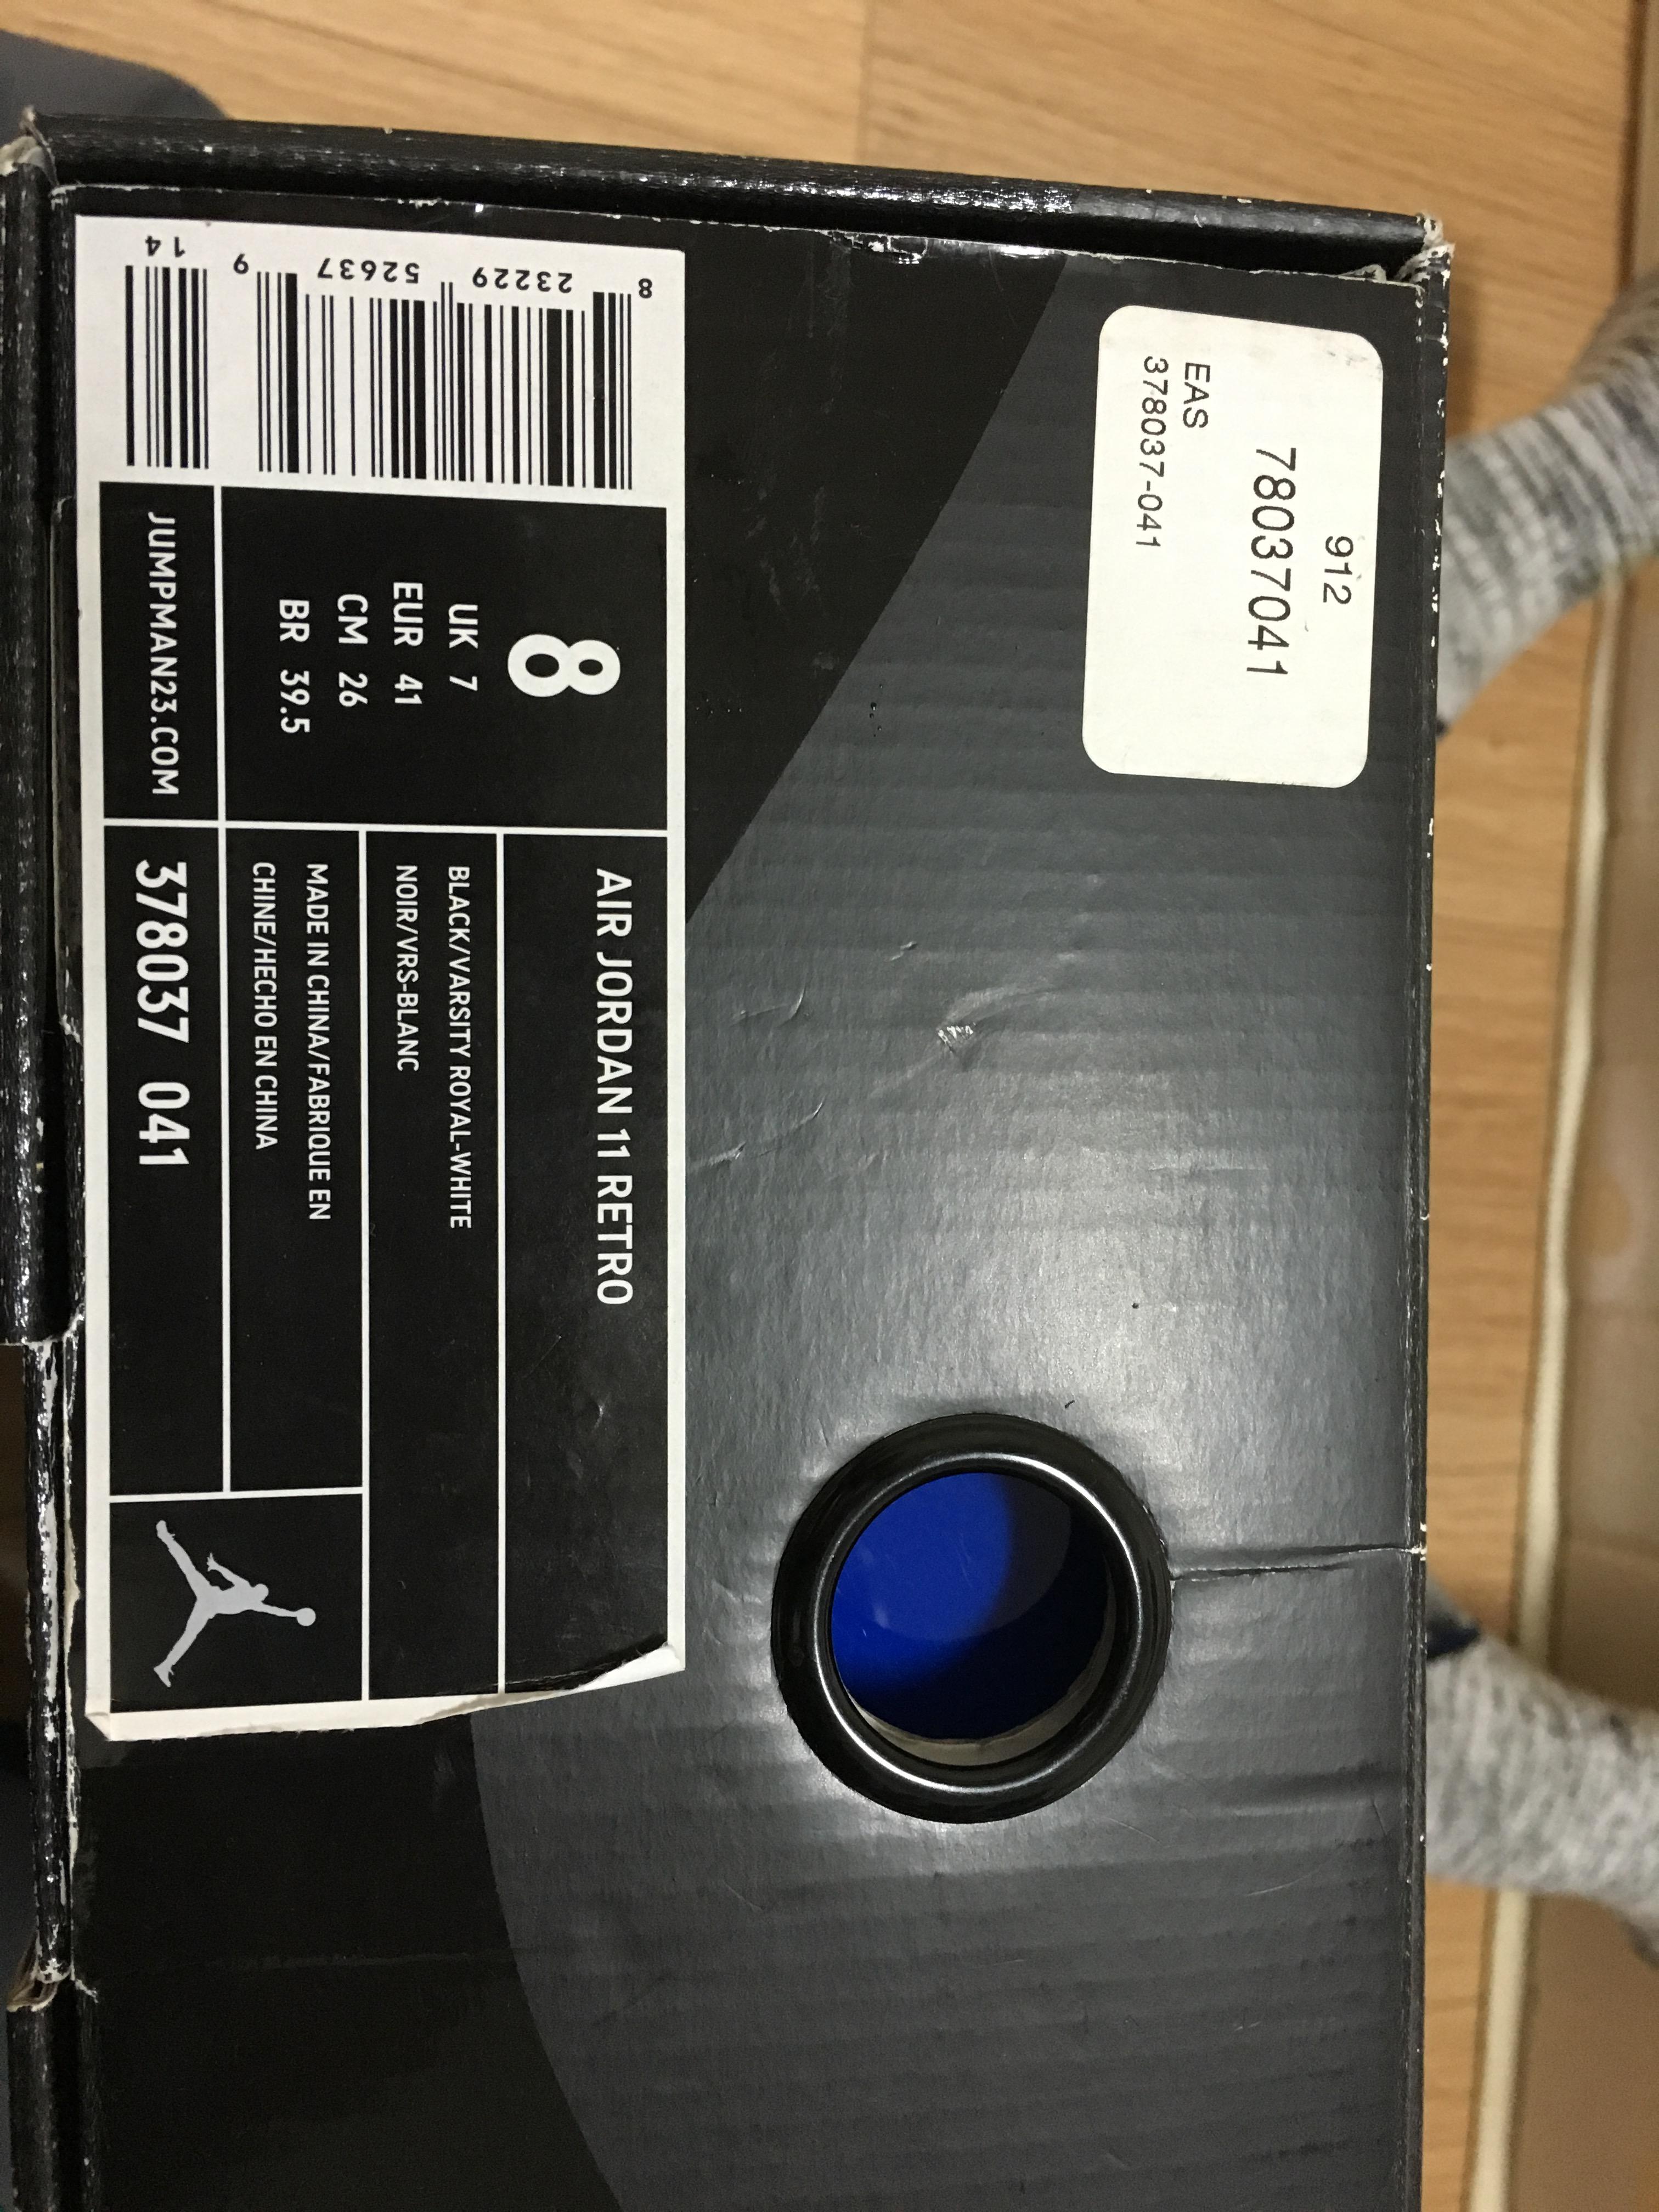 912
78037041
EAS
378037-041
8 23229 52637 9
14
8
UK 7
EUR 41
CM 26
BR 39.5
JUMPMAN23.COM
AIR JORDAN 11 RETRO
BLACK/VARSITY ROYAL-WHITE
NOIR/VRS-BLANC
MADE IN CHINA/FABRIQUE EN
CHINE/HECHO EN CHINA
378037 041